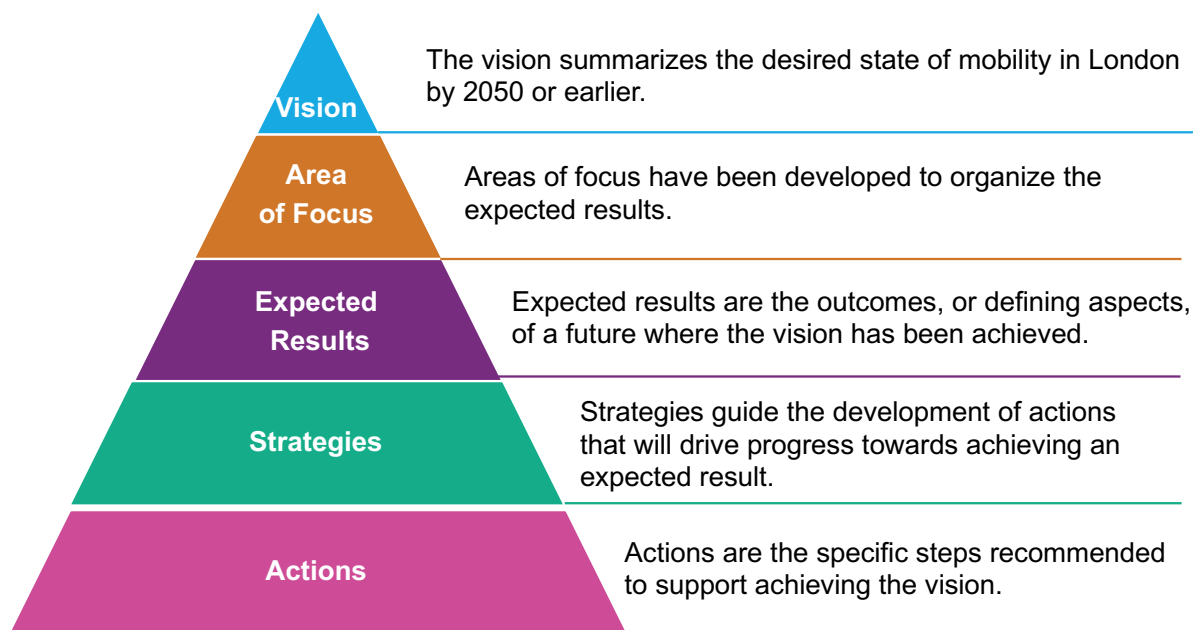 The vision summarizes the desired state of mobility in London
by 2050 or earlier.
Vision
Area
of Focus
Areas of focus have been developed to organize the
expected results.
Expected
Results
Expected results are the outcomes, or defining aspects,
of a future where the vision has been achieved.
Strategies
Strategies guide the development of actions
that will drive progress towards achieving an
expected result.
Actions
Actions are the specific steps recommended
to support achieving the vision.